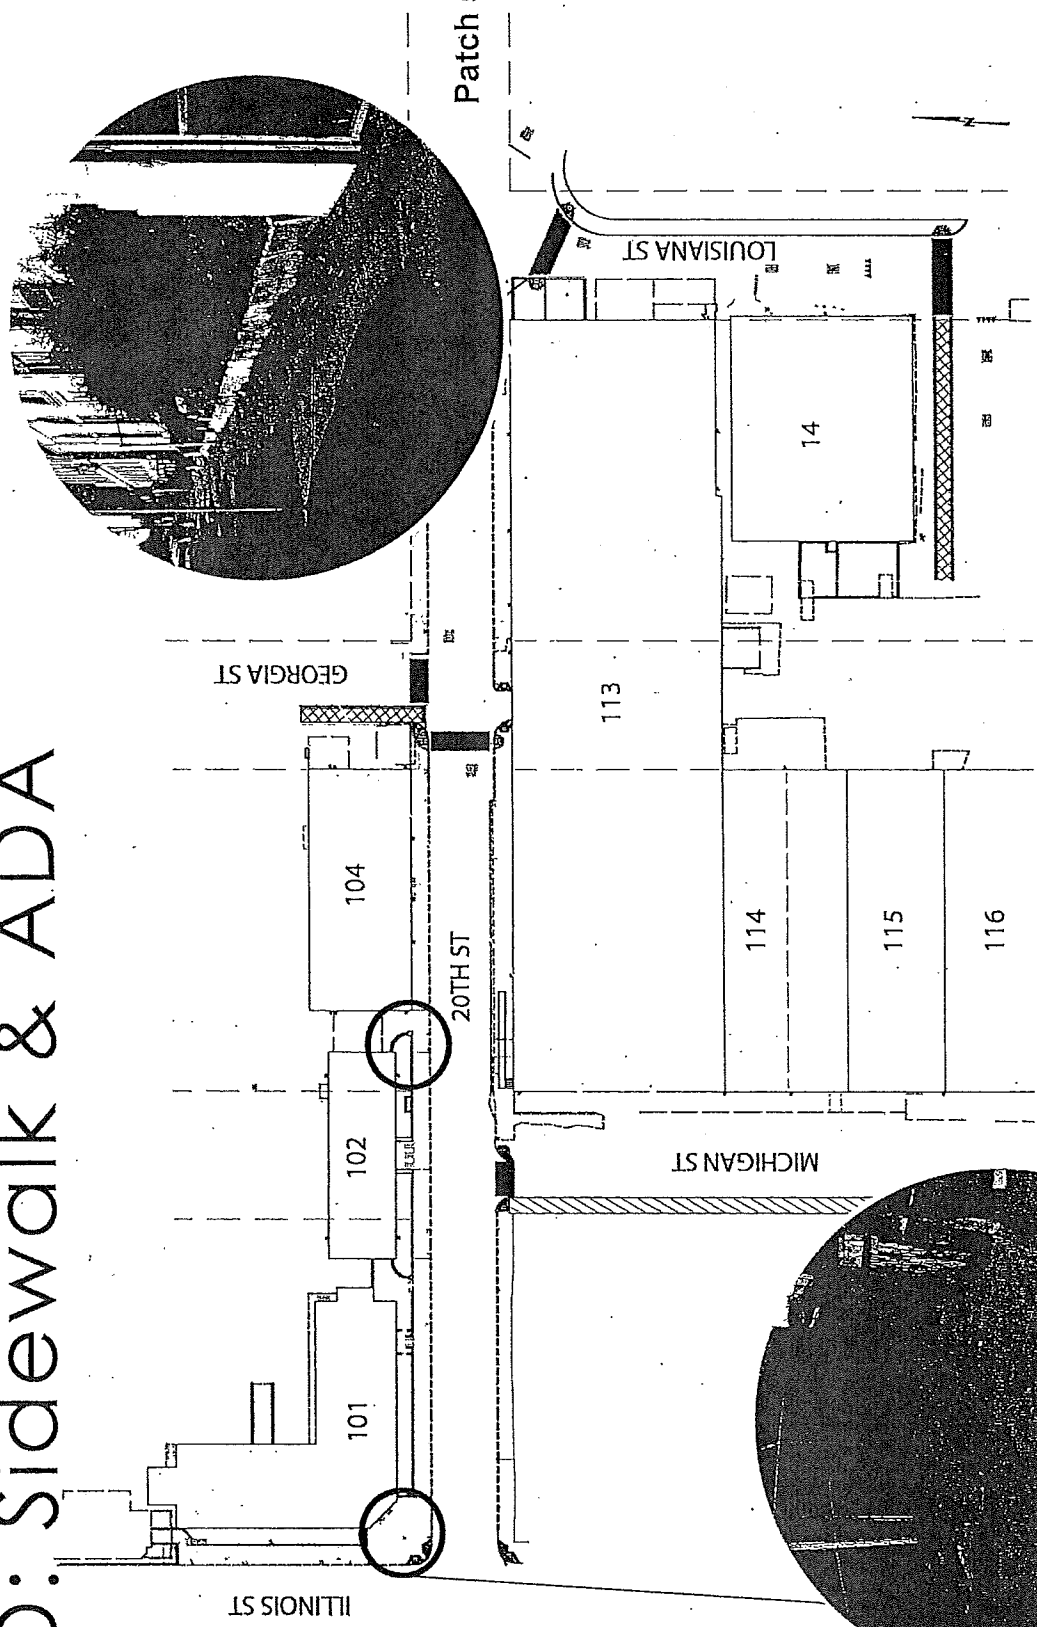 : Sidewalk & ADA
Patch
GEORGIA ST
LOUISIANA ST
20TH ST
MICHIGAN ST
ILLINOIS ST
101
102
104
113
14
114
115
116
N